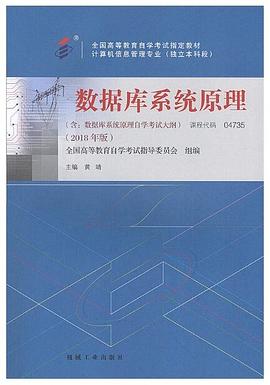 全国高等教育自学考试指定教材
计算机信息管理专业（独立本科段）
数据库系统原理
（含：数据库系统原理自学考试大纲） 课程代码 04735
（2018年版）
全国高等教育自学考试指导委员会 组编
主编 黄 靖
机械工业出版社